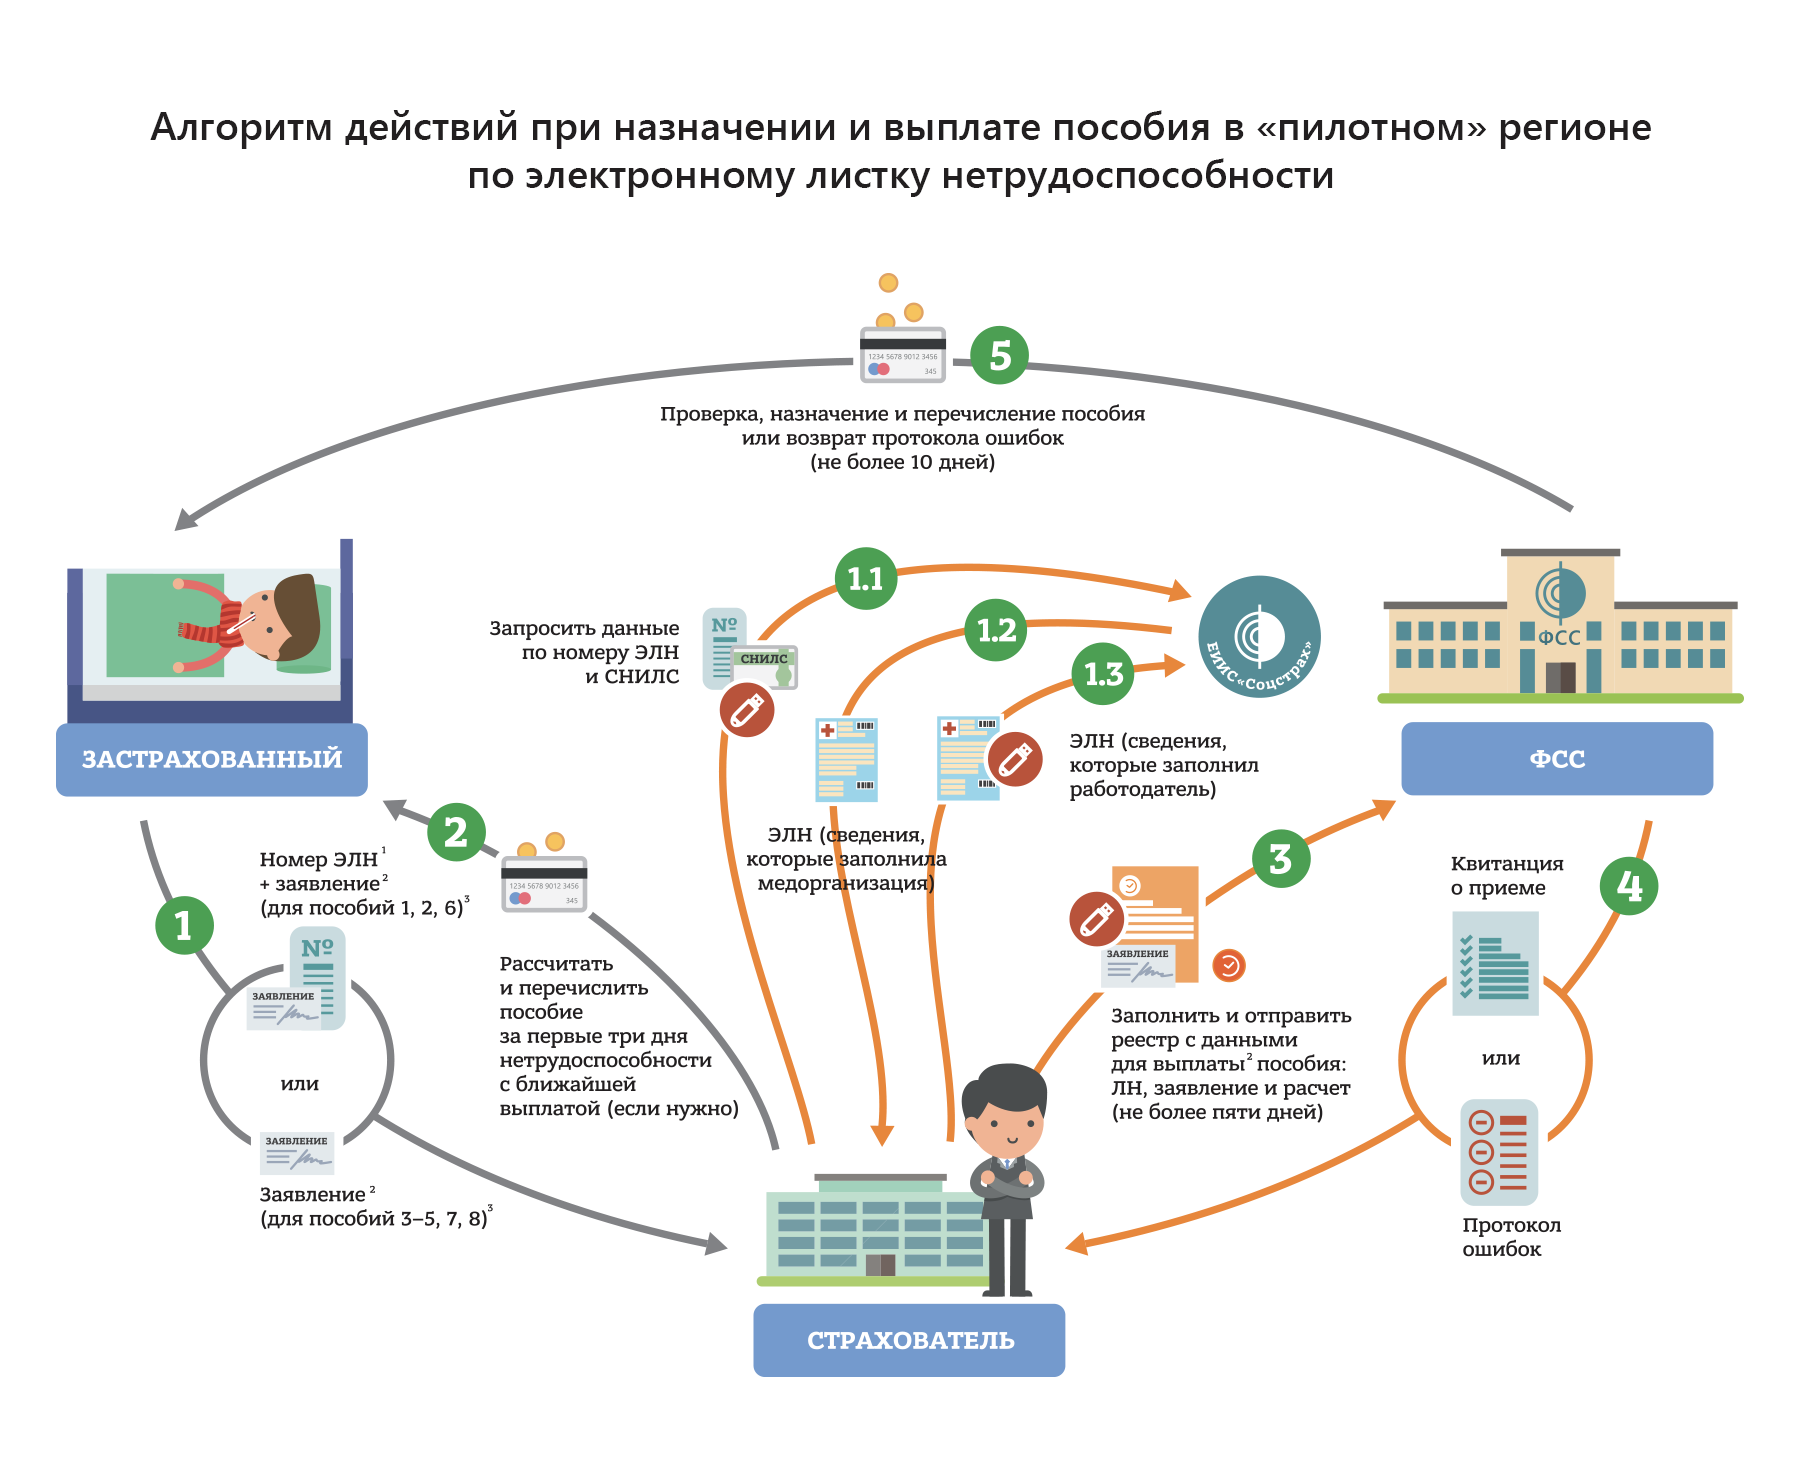 Алгоритм действий при назначении и выплате пособия в «пилотном» регионе
по электронному листку нетрудоспособности
1234 5678 9012 3456
345
5
Проверка, назначение и перечисление пособия
или возврат протокола ошибок
(не более 10 дней)
1.1
1.2
1.3
Запросить данные
по номеру ЭЛН
и СНИЛС
Nº
СНИЛС
ЕИИС «Соцстрах»
ФСС
ЗАСТРАХОВАННЫЙ
ФСС
ЭЛН (сведения,
которые заполнил
работодатель)
ЭЛН (сведения,
которые заполнила
медорганизация)
2
1234 5678 9012 3456
345
Рассчитать
и перечислить
пособие
за первые три дня
нетрудоспособности
с ближайшей
выплатой (если нужно)
1
Номер ЭЛН¹
+ заявление²
(для пособий 1, 2, 6)³
Nº
ЗАЯВЛЕНИЕ
или
ЗАЯВЛЕНИЕ
Заявление²
(для пособий 3–5, 7, 8)³
3
ЗАЯВЛЕНИЕ
Заполнить и отправить
реестр с данными
для выплаты² пособия:
ЛН, заявление и расчет
(не более пяти дней)
4
Квитанция
о приеме
или
Протокол
ошибок
СТРАХОВАТЕЛЬ